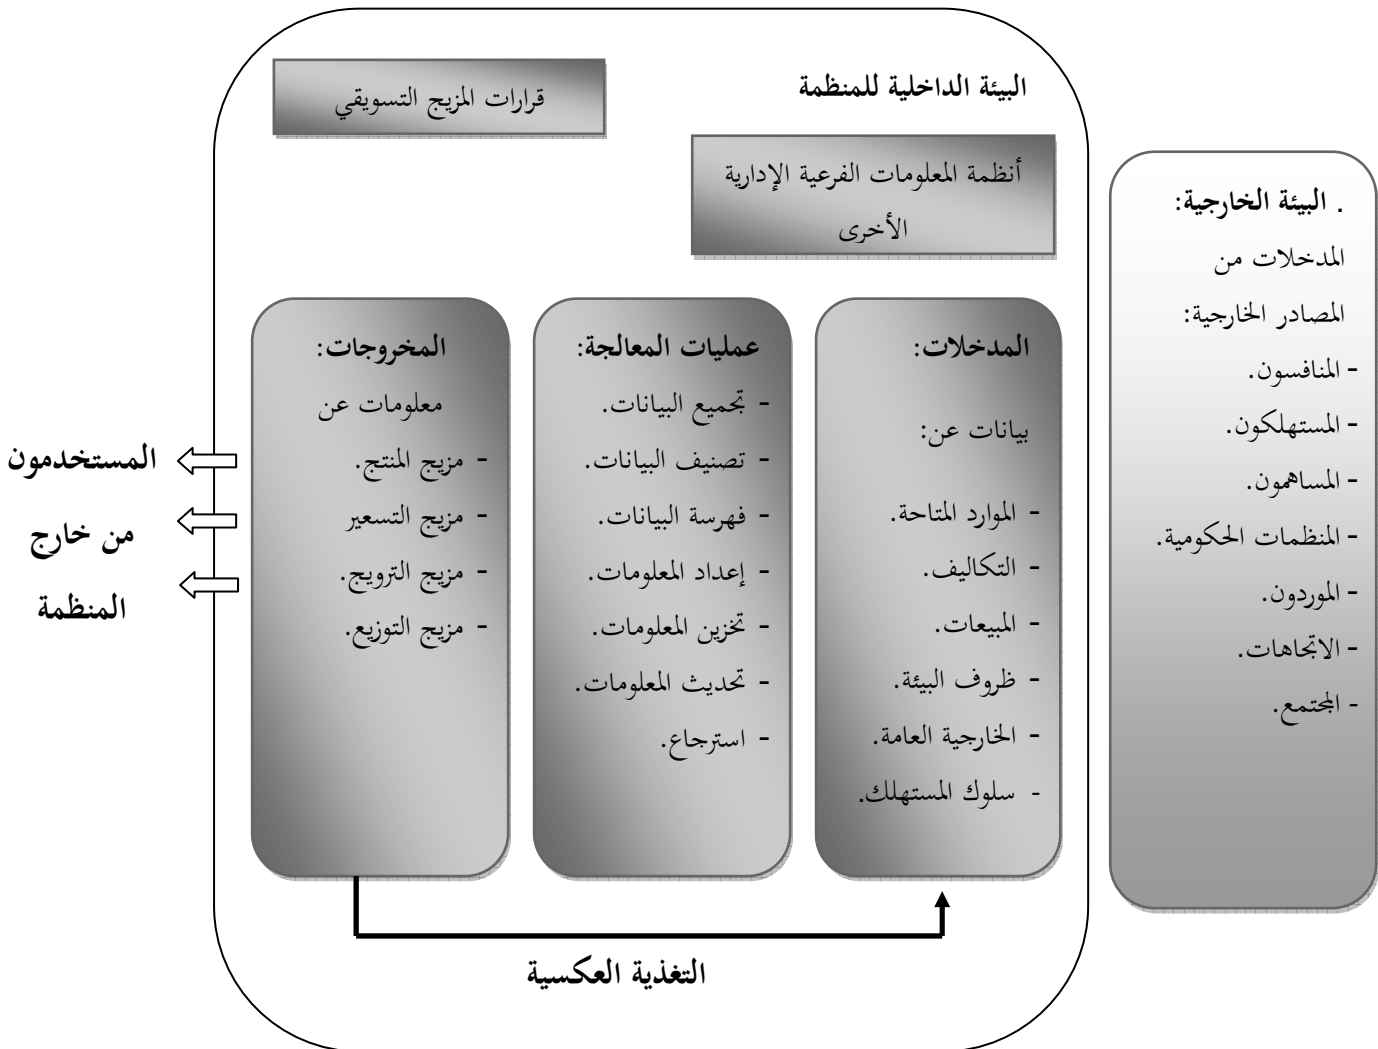 البيئة الداخلية للمنظمة
قرارات المزيج التسويقي
أنظمة المعلومات الفرعية الإدارية
الأخرى
. البيئة الخارجية:
المدخلات من
المصادر الخارجية:
- المنافسون.
- المستهلكون.
- المساهمون.
- المنظمات الحكومية.
- الموردون.
- الاتجاهات.
- المجتمع.
المدخلات:
بيانات عن:
- الموارد المتاحة.
- التكاليف.
- المبيعات.
- ظروف البيئة.
- الخارجية العامة.
- سلوك المستهلك.
عمليات المعالجة:
- تجميع البيانات.
- تصنيف البيانات.
- فهرسة البيانات.
- إعداد المعلومات.
- تخزين المعلومات.
- تحديث المعلومات.
- استرجاع.
المخروجات:
معلومات عن
- مزيج المنتج.
- مزيج التسعير
- مزيج الترويج.
- مزيج التوزيع.
المستخدمون
من خارج
المنظمة
التغذية العكسية